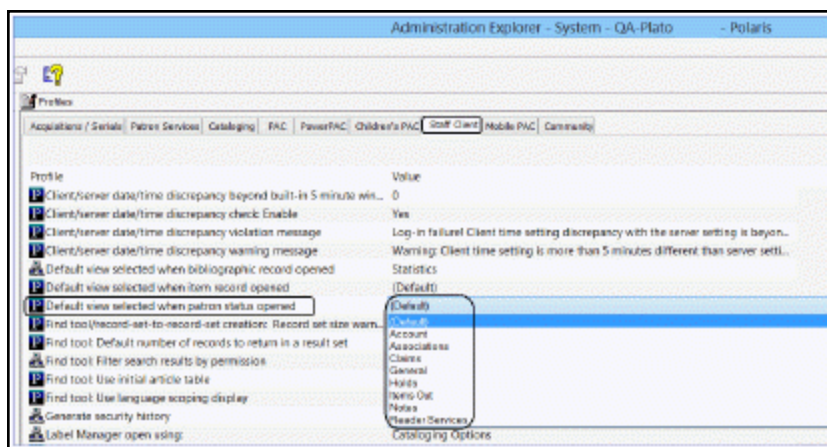 Administration Explorer - System - QA-Plato - Polaris
Profiles
Acquisitions / Serials Patron Services Cataloging PAC PowerPAC Children's PAC Staff Client Mobile PAC Community
Profile Value
Client/server date/time discrepancy beyond built-in 5 minute win... 0
Client/server date/time discrepancy check: Enable Yes
Client/server date/time discrepancy violation message Log-in failure! Client time setting discrepancy with the server setting is beyon...
Client/server date/time discrepancy warning message Warning: Client time setting is more than 5 minutes different than server setti...
Default view selected when bibliographic record opened Statistics
Default view selected when item record opened (Default)
Default view selected when patron status opened (Default)
Find tool/record-set-to-record-set creation: Record set size warn... (Default)
Account
Find tool: Default number of records to return in a result set Associations
Claims
Find tool: Filter search results by permission General
Find tool: Use initial article table Holds
Items Out
Find tool: Use language scoping display Notes
Generate security history Reader Services
Label Manager open using: Cataloging Options